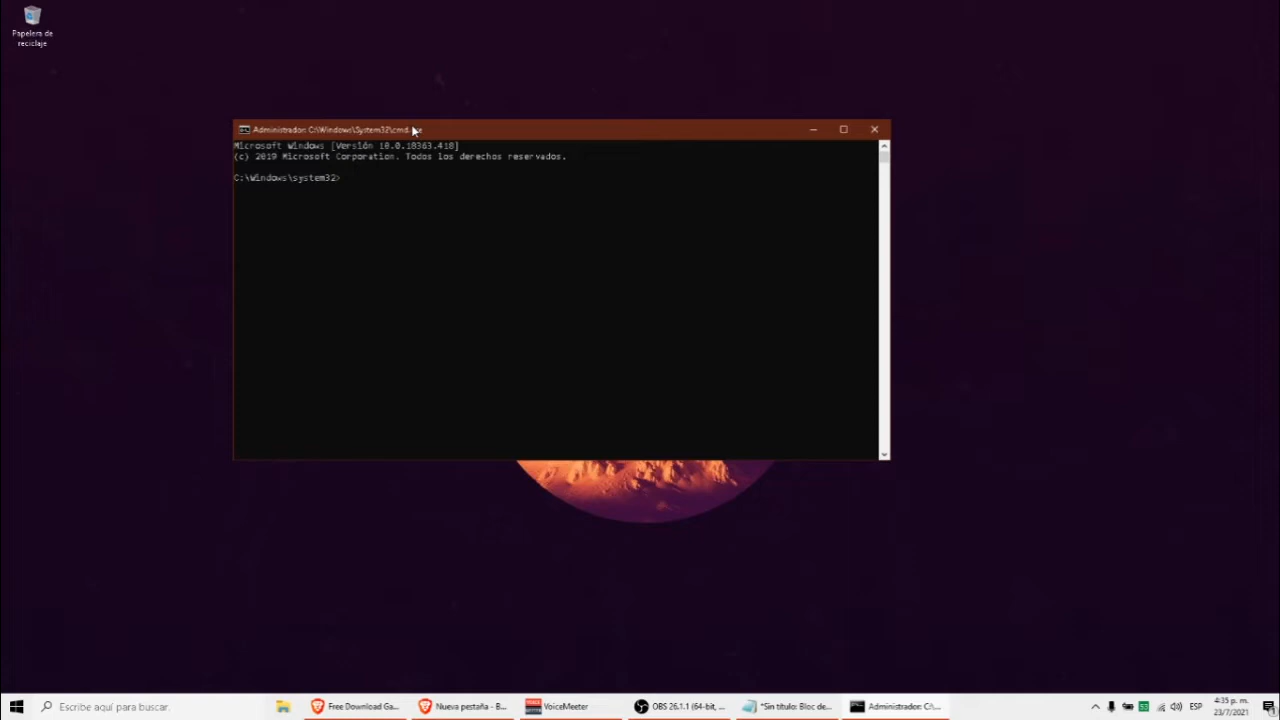 Papelera de
reciclaje
Administrador: C:\Windows\System32\cmd.exe
Microsoft Windows [Versión 10.0.18363.418]
(c) 2019 Microsoft Corporation. Todos los derechos reservados.
C:\Windows\system32>
Escribe aquí para buscar.
Free Download Ga...
Nueva pestaña - B...
VoiceMeeter
OBS 26.1.1 (64-bit, ...
*Sin título: Bloc de...
Administrador: C:\...
ESP
4:35 p. m.
23/7/2021